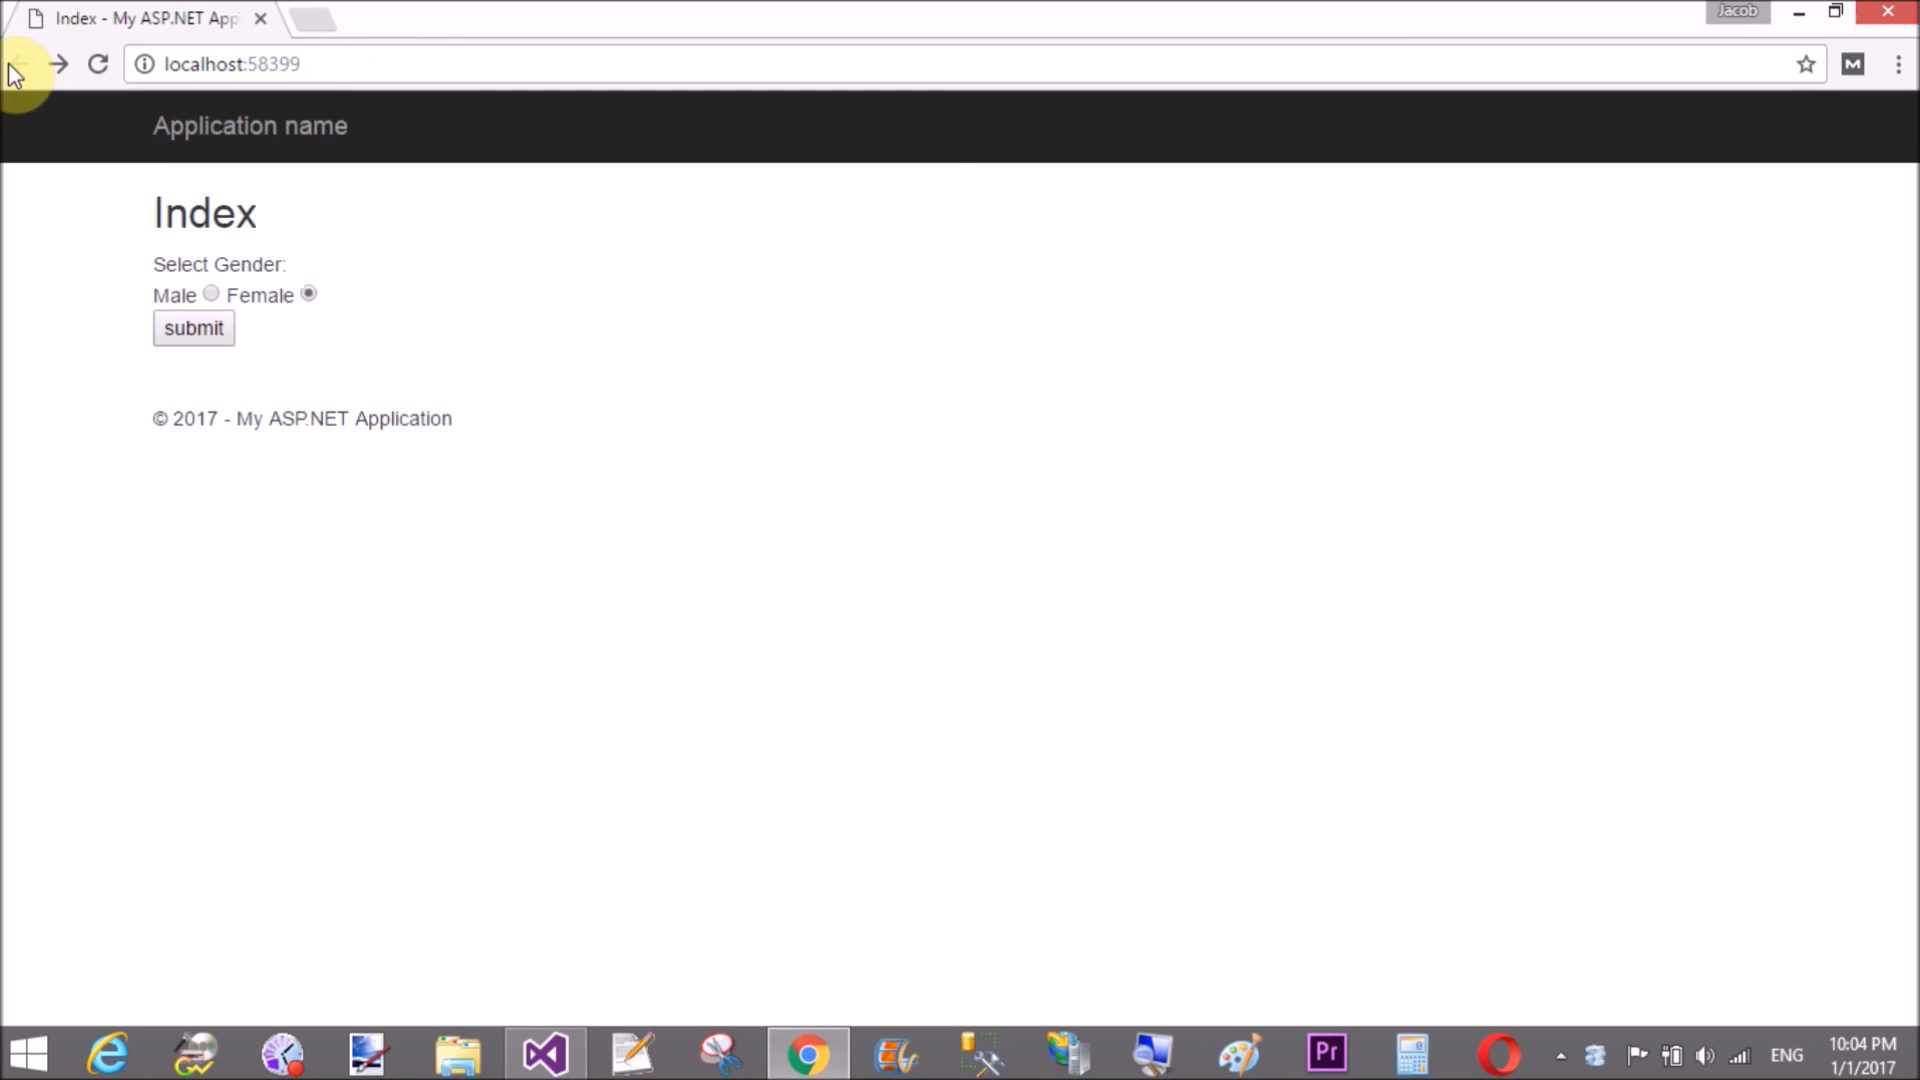 Index - My ASP.NET App
Jacob
localhost:58399
Application name
Index
Select Gender:
Male Female
submit
© 2017 - My ASP.NET Application
Pr
ENG
10:04 PM
1/1/2017